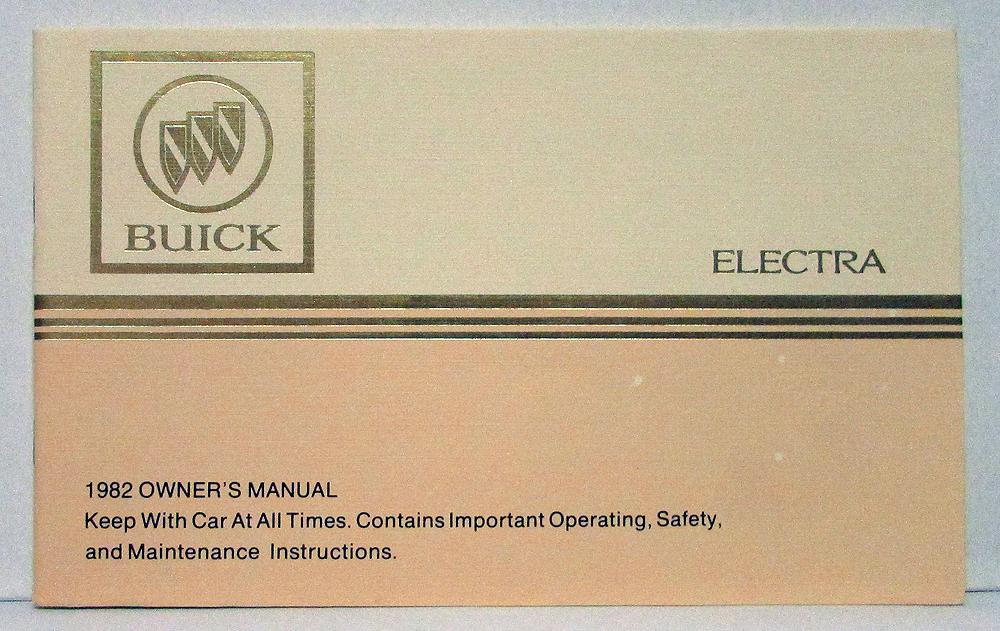 BUICK
ELECTRA
1982 OWNER'S MANUAL
Keep With Car At All Times. Contains Important Operating, Safety,
and Maintenance Instructions.